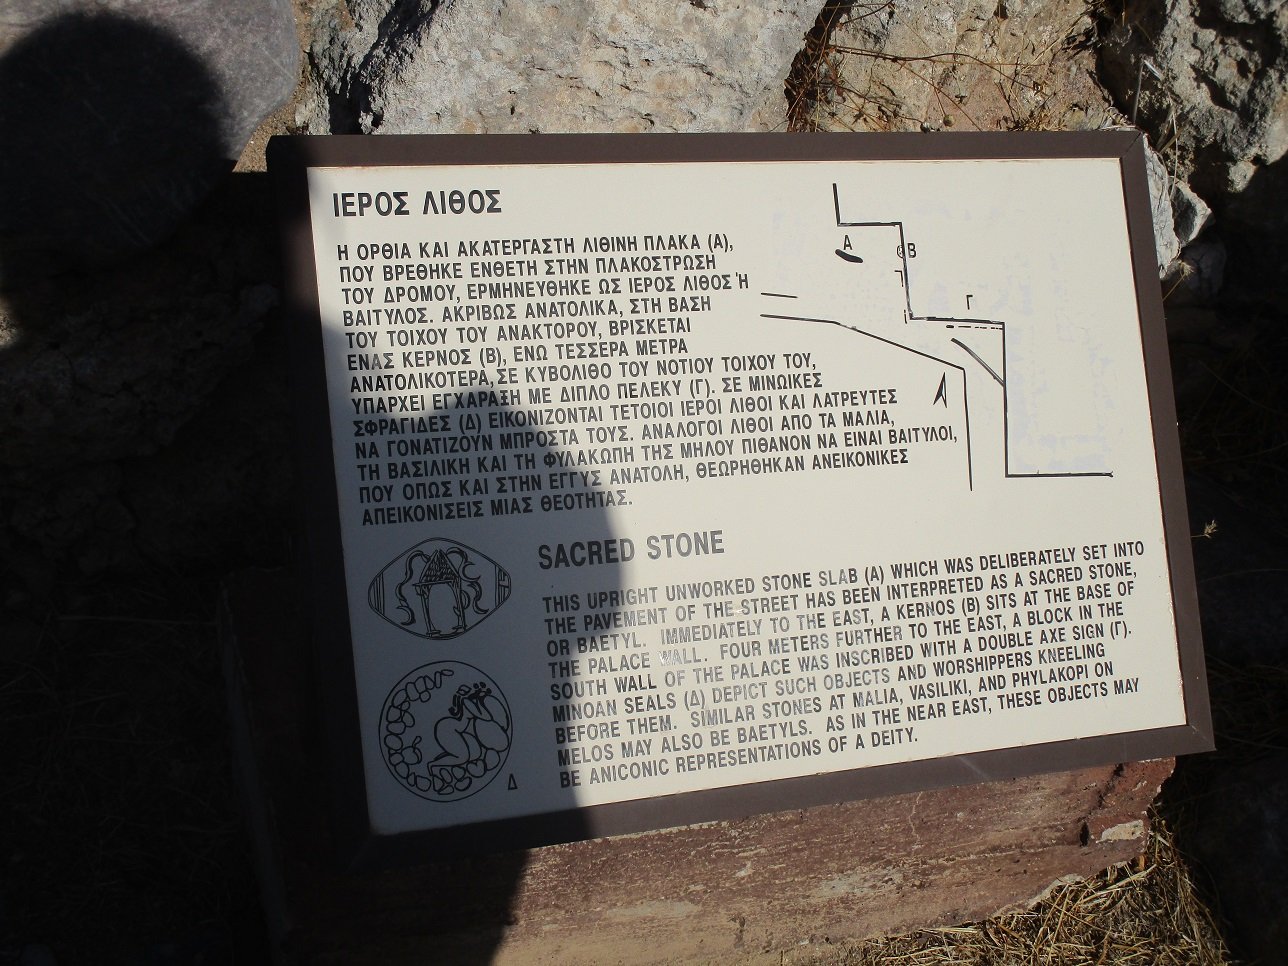 ΙΕΡΟΣ ΛΙΘΟΣ
Η ΟΡΘΙΑ ΚΑΙ ΑΚΑΤΕΡΓΑΣΤΗ ΛΙΘΙΝΗ ΠΛΑΚΑ (Α),
ΠΟΥ ΒΡΕΘΗΚΕ ΕΝΘΕΤΗ ΣΤΗΝ ΠΛΑΚΟΣΤΡΩΣΗ
ΤΟΥ ΔΡΟΜΟΥ, ΕΡΜΗΝΕΥΘΗΚΕ ΩΣ ΙΕΡΟΣ ΛΙΘΟΣ Ή
ΒΑΙΤΥΛΟΣ. ΑΚΡΙΒΩΣ ΑΝΑΤΟΛΙΚΑ, ΣΤΗ ΒΑΣΗ
ΤΟΥ ΤΟΙΧΟΥ ΤΟΥ ΑΝΑΚΤΟΡΟΥ, ΒΡΙΣΚΕΤΑΙ
ΕΝΑΣ ΚΕΡΝΟΣ (Β), ΕΝΩ ΤΕΣΣΕΡΑ ΜΕΤΡΑ
ΑΝΑΤΟΛΙΚΟΤΕΡΑ, ΣΕ ΚΥΒΟΛΙΘΟ ΤΟΥ ΝΟΤΙΟΥ ΤΟΙΧΟΥ ΤΟΥ,
ΥΠΑΡΧΕΙ ΕΓΧΑΡΑΞΗ ΜΕ ΔΙΠΛΟ ΠΕΛΕΚΥ (Γ). ΣΕ ΜΙΝΩΙΚΕΣ
ΣΦΡΑΓΙΔΕΣ (Δ) ΕΙΚΟΝΙΖΟΝΤΑΙ ΤΕΤΟΙΟΙ ΙΕΡΟΙ ΛΙΘΟΙ ΚΑΙ ΛΑΤΡΕΥΤΕΣ
ΝΑ ΓΟΝΑΤΙΖΟΥΝ ΜΠΡΟΣΤΑ ΤΟΥΣ. ΑΝΑΛΟΓΟΙ ΛΙΘΟΙ ΑΠΟ ΤΑ ΜΑΛΙΑ,
ΤΗ ΒΑΣΙΛΙΚΗ ΚΑΙ ΤΗ ΦΥΛΑΚΩΠΗ ΤΗΣ ΜΗΛΟΥ ΠΙΘΑΝΟΝ ΝΑ ΕΙΝΑΙ ΒΑΙΤΥΛΟΙ,
ΠΟΥ ΟΠΩΣ ΚΑΙ ΣΤΗΝ ΕΓΓΥΣ ΑΝΑΤΟΛΗ, ΘΕΩΡΗΘΗΚΑΝ ΑΝΕΙΚΟΝΙΚΕΣ
ΑΠΕΙΚΟΝΙΣΕΙΣ ΜΙΑΣ ΘΕΟΤΗΤΑΣ.
Α
Β
Γ
SACRED STONE
THIS UPRIGHT UNWORKED STONE SLAB (A) WHICH WAS DELIBERATELY SET INTO
THE PAVEMENT OF THE STREET HAS BEEN INTERPRETED AS A SACRED STONE,
OR BAETYL. IMMEDIATELY TO THE EAST, A KERNOS (B) SITS AT THE BASE OF
THE PALACE WALL. FOUR METERS FURTHER TO THE EAST, A BLOCK IN THE
SOUTH WALL OF THE PALACE WAS INSCRIBED WITH A DOUBLE AXE SIGN (Γ).
MINOAN SEALS (Δ) DEPICT SUCH OBJECTS AND WORSHIPPERS KNEELING
BEFORE THEM. SIMILAR STONES AT MALIA, VASILIKI, AND PHYLAKOPI ON
MELOS MAY ALSO BE BAETYLS. AS IN THE NEAR EAST, THESE OBJECTS MAY
BE ANICONIC REPRESENTATIONS OF A DEITY.
Δ